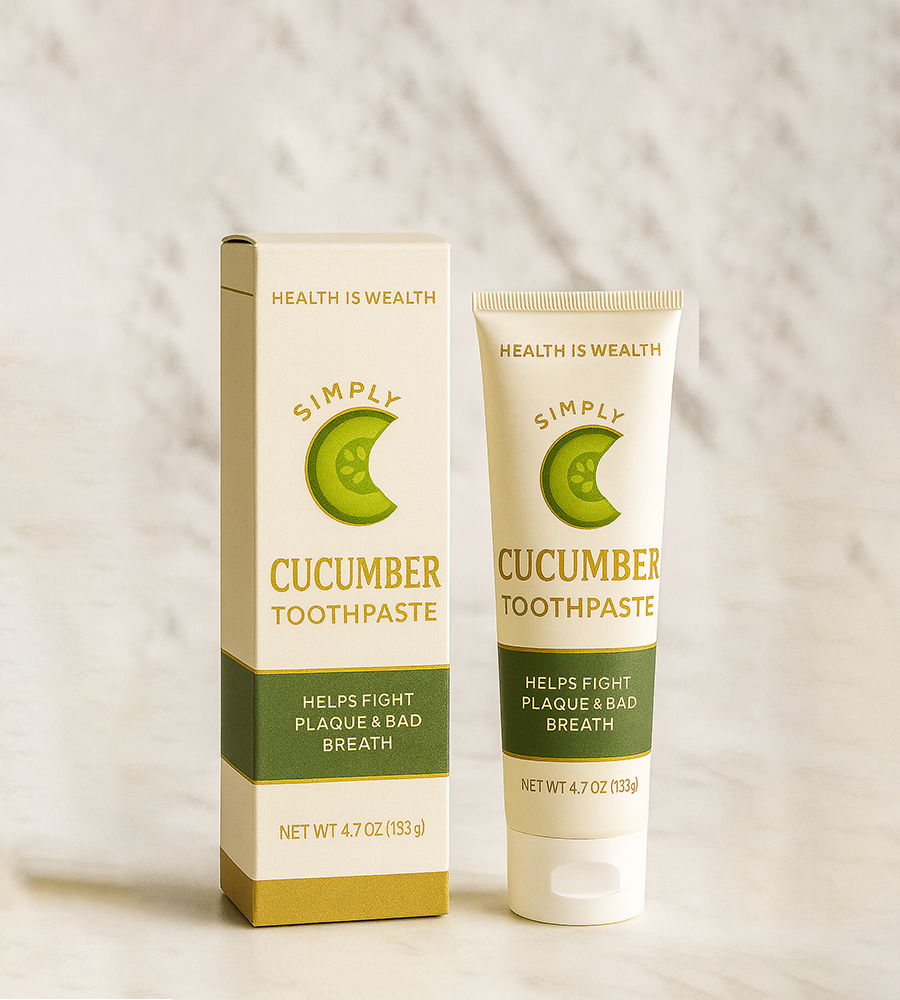 HEALTH IS WEALTH
SIMPLY
CUCUMBER
TOOTHPASTE
HELPS FIGHT
PLAQUE & BAD
BREATH
NET WT 4.7 OZ (193 g)
HEALTH IS WEALTH
SIMPLY
CUCUMBER
TOOTHPASTE
HELPS FIGHT
PLAQUE & BAD
BREATH
NET WT 4.7 OZ (133g)